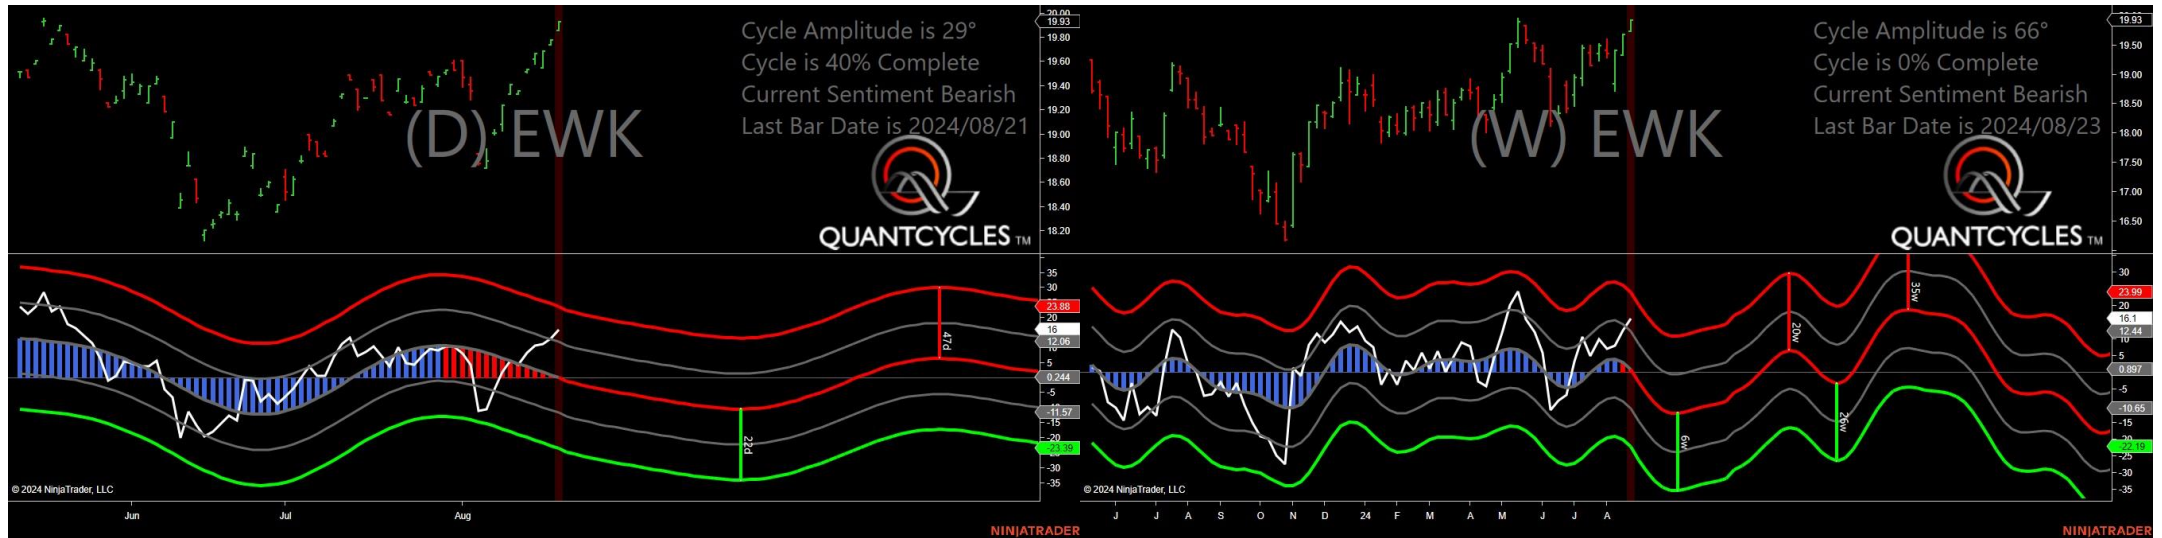 Cycle Amplitude is 29°
Cycle is 40% Complete
Current Sentiment Bearish
Last Bar Date is 2024/08/21
(D) EWK
QUANTCYCLES TM
20.00
19.93
19.80
19.60
19.40
19.20
19.00
18.80
18.60
18.40
18.20
35
30
23.88
20
16
12.06
10
5
0.244
-5
-11.57
-15
-20
-23.39
-30
-35
47d
22d
© 2024 NinjaTrader, LLC
Jun Jul Aug
NINJATRADER
Cycle Amplitude is 66°
Cycle is 0% Complete
Current Sentiment Bearish
Last Bar Date is 2024/08/23
(W) EWK
QUANTCYCLES TM
19.93
19.50
19.00
18.50
18.00
17.50
17.00
16.50
30
23.99
20
16.1
12.44
10
5
0.897
-5
-10.65
-15
-22.19
-25
-30
-35
6w
20w
26w
35w
© 2024 NinjaTrader, LLC
J J A S O N D 24 F M A M J J A
NINJATRADER